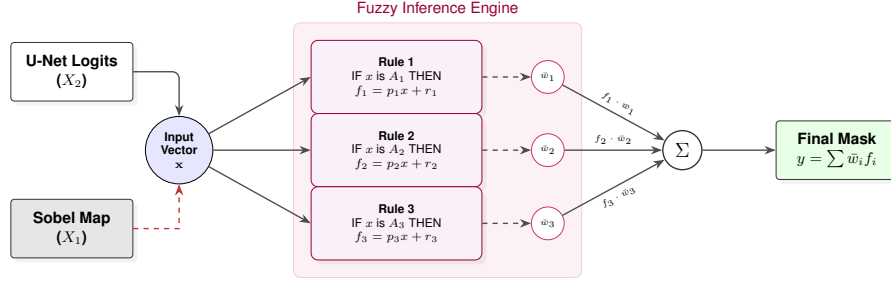 Fuzzy Inference Engine
U-Net Logits
(X₂)
Sobel Map
(X₁)
Input
Vector
x
Rule 1
IF x is A₁ THEN
f₁ = p₁x + r₁
Rule 2
IF x is A₂ THEN
f₂ = p₂x + r₂
Rule 3
IF x is A₃ THEN
f₃ = p₃x + r₃
w̄₁
w̄₂
w̄₃
f₁ · w̄₁
f₂ · w̄₂
f₃ · w̄₃
Σ
Final Mask
y = ∑ w̄ᵢfᵢ